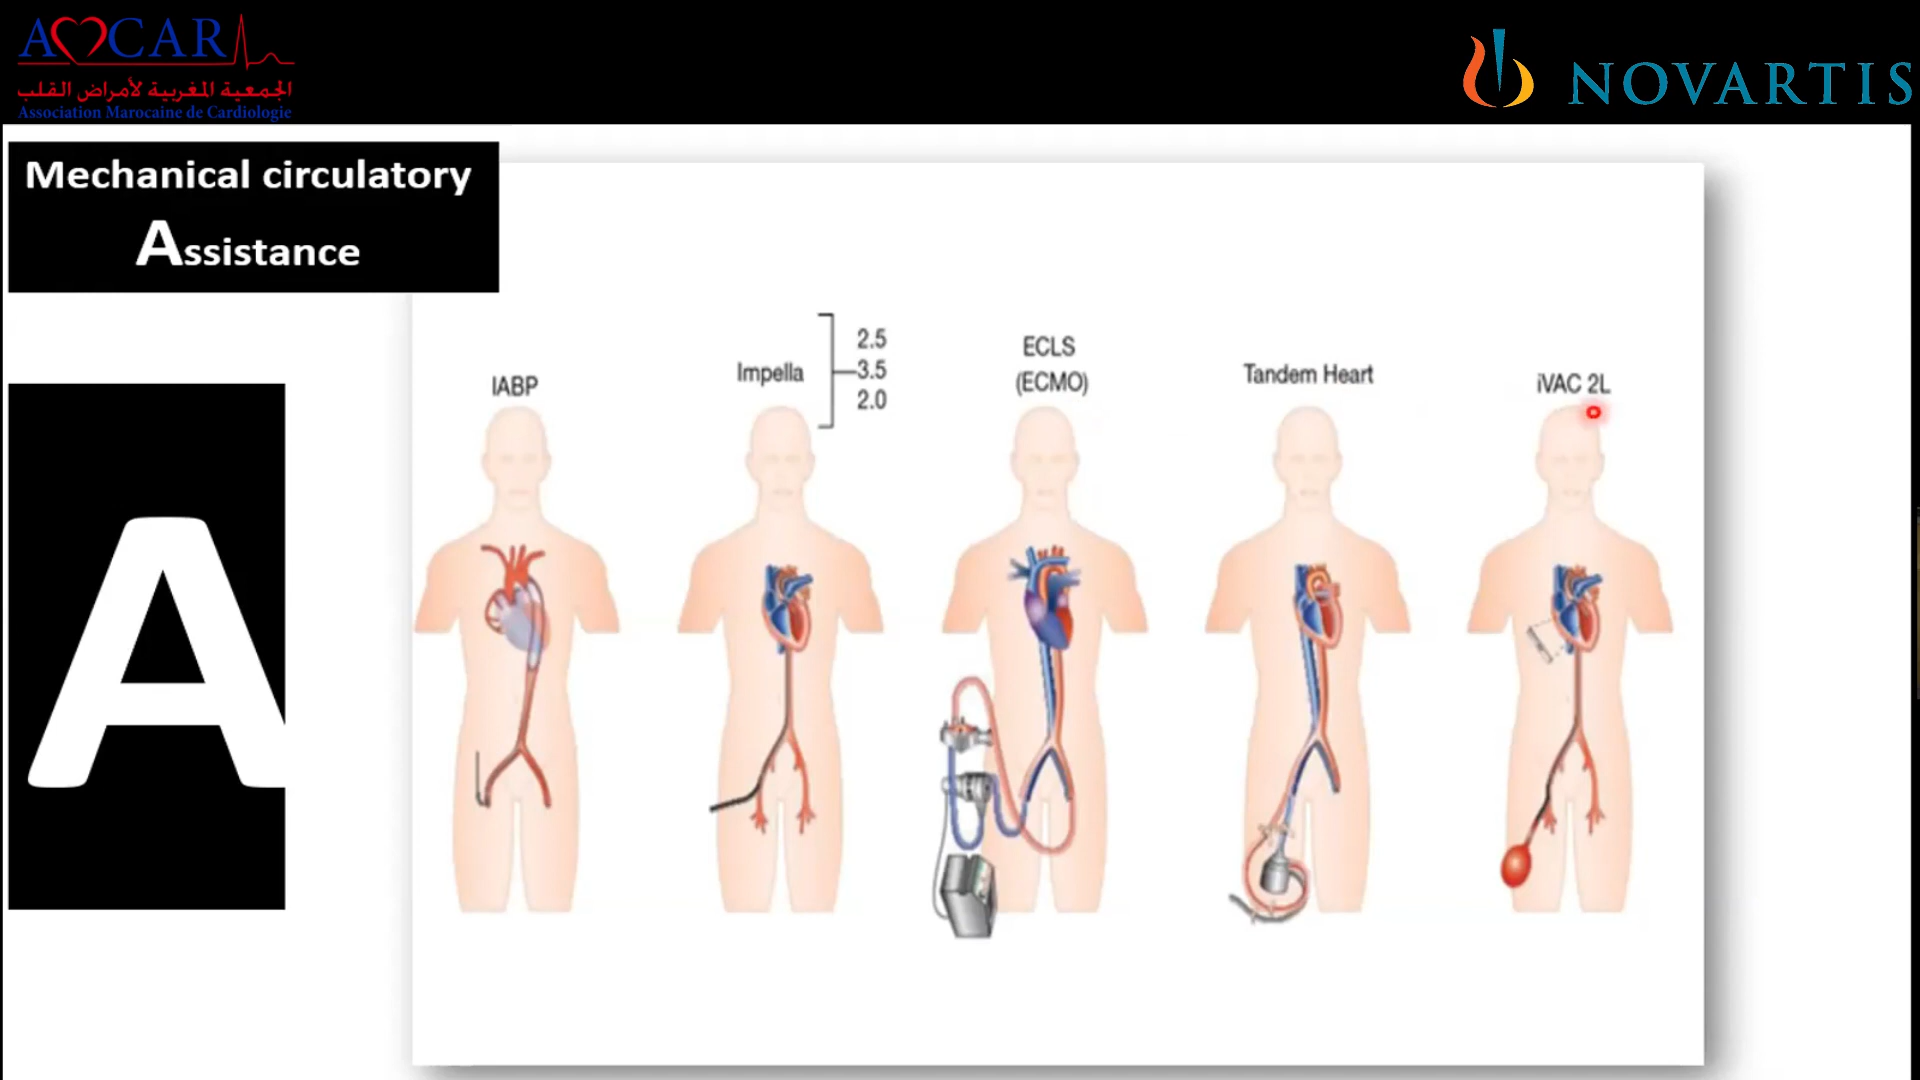 AMCAR
الجمعية المغربية لأمراض القلب
Association Marocaine de Cardiologie
NOVARTIS
Mechanical circulatory
Assistance
A
IABP
Impella
2.5
3.5
2.0
ECLS
(ECMO)
Tandem Heart
iVAC 2L